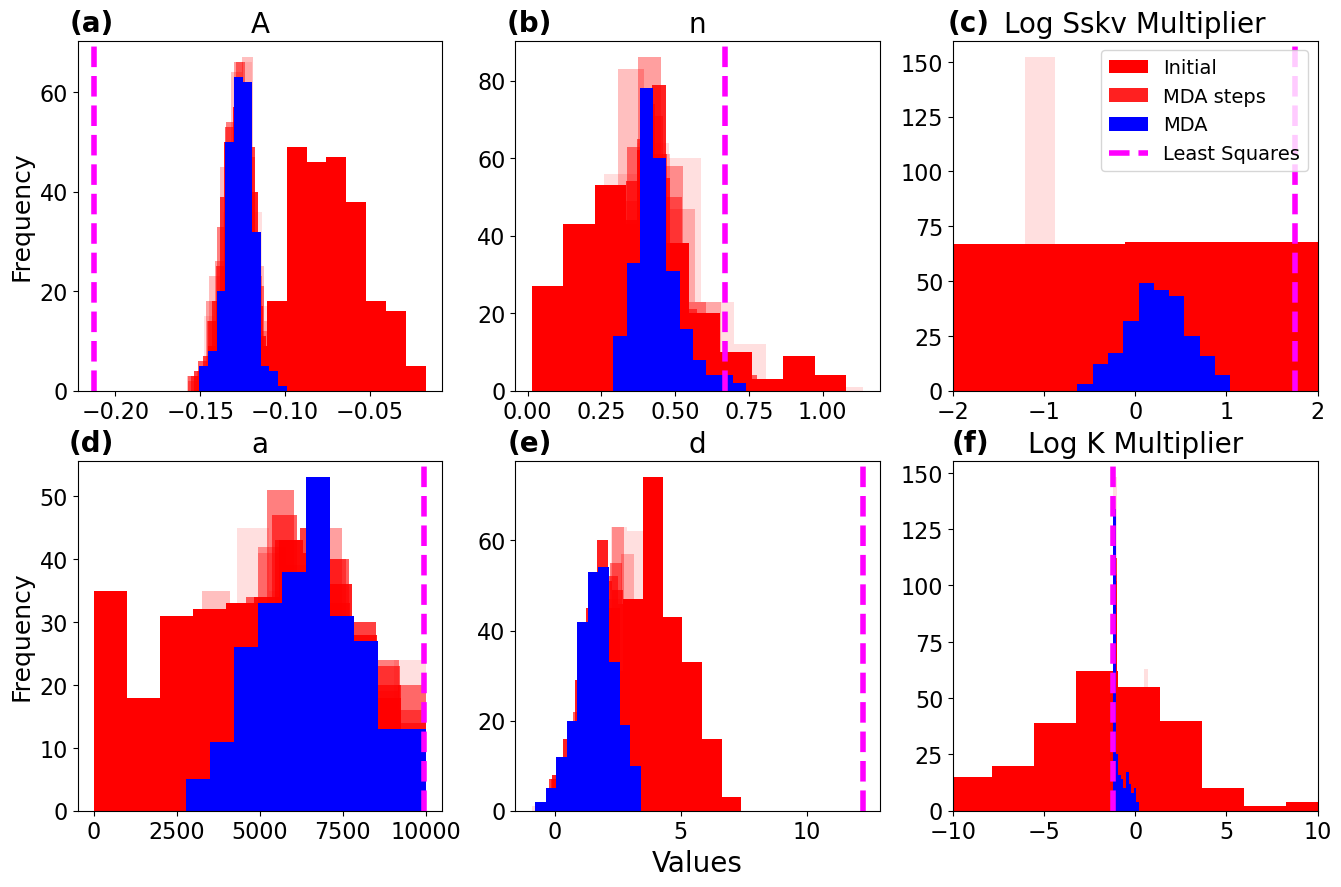 (a) A
(b) n
(c) Log Sskv Multiplier
Frequency
60
40
20
0
−0.20 −0.15 −0.10 −0.05
80
60
40
20
0
0.00 0.25 0.50 0.75 1.00
150
125
100
75
50
25
0
−2 −1 0 1 2
Initial
MDA steps
MDA
Least Squares
(d) a
(e) d
(f) Log K Multiplier
Frequency
50
40
30
20
10
0
0 2500 5000 7500 10000
60
40
20
0
0 5 10
150
125
100
75
50
25
0
−10 −5 0 5 10
Values